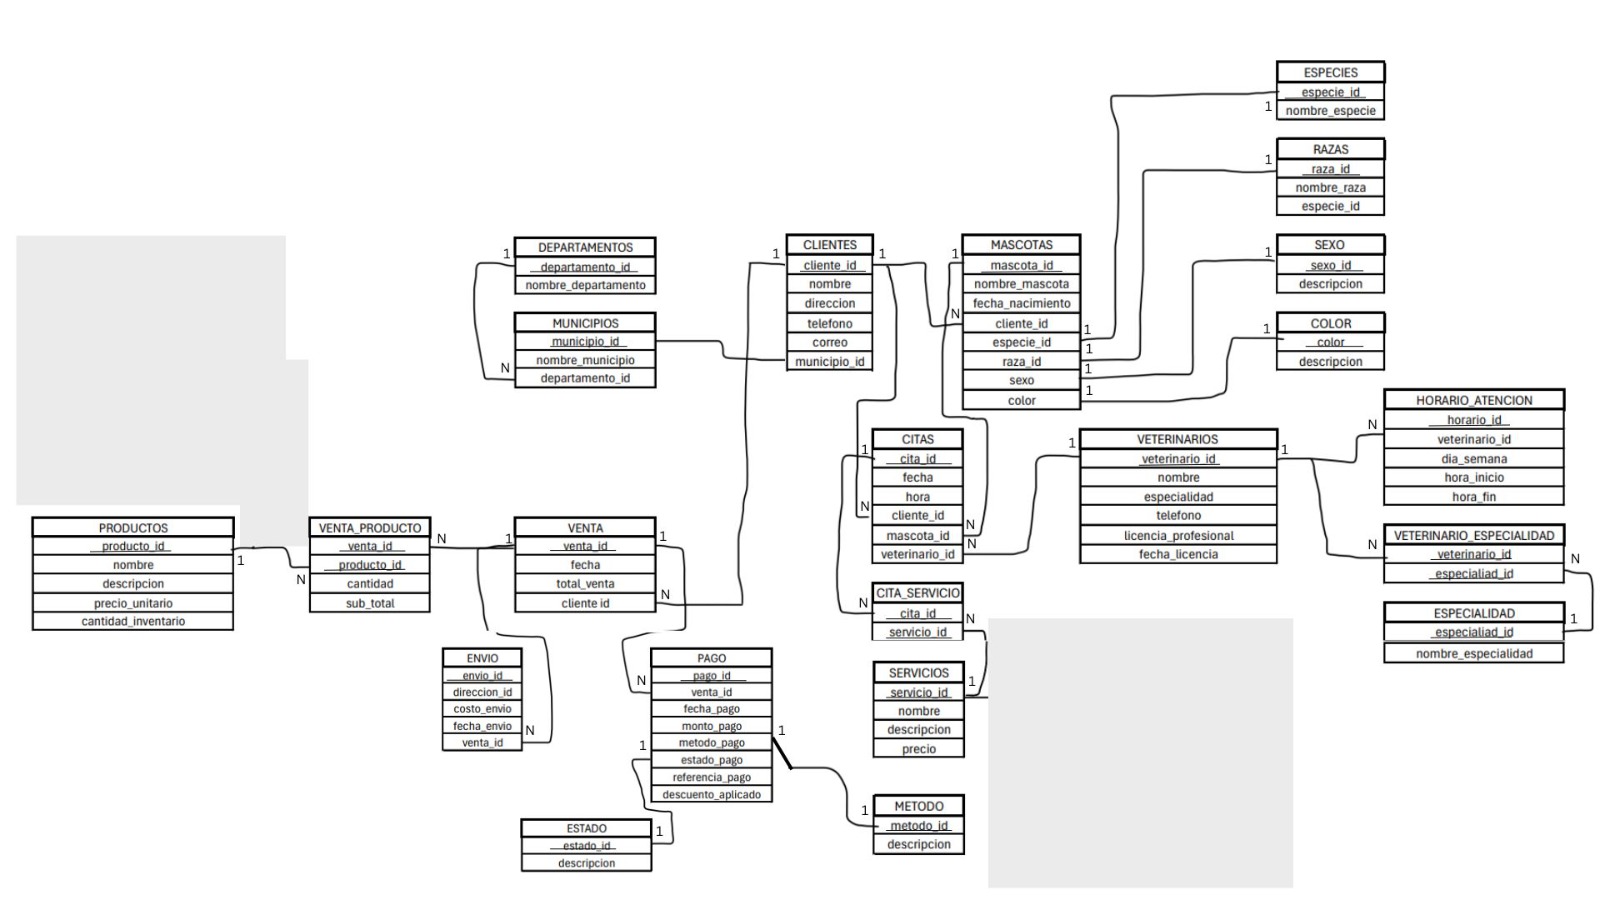 ESPECIES
especie_id
nombre_especie
1
RAZAS
raza_id
nombre_raza
especie_id
1
SEXO
sexo_id
descripcion
1
COLOR
color
descripcion
1
DEPARTAMENTOS
departamento_id
nombre_departamento
1
MUNICIPIOS
municipio_id
nombre_municipio
departamento_id
N
CLIENTES
cliente_id
nombre
direccion
telefono
correo
municipio_id
1
1
MASCOTAS
mascota_id
nombre_mascota
fecha_nacimiento
cliente_id
especie_id
raza_id
sexo
color
1
N
1
1
1
1
HORARIO_ATENCION
horario_id
veterinario_id
dia_semana
hora_inicio
hora_fin
N
CITAS
cita_id
fecha
hora
cliente_id
mascota_id
veterinario_id
1
N
N
N
VETERINARIOS
veterinario_id
nombre
especialidad
telefono
licencia_profesional
fecha_licencia
1
1
VETERINARIO_ESPECIALIDAD
veterinario_id
especialiad_id
N
N
ESPECIALIDAD
especialiad_id
nombre_especialidad
1
PRODUCTOS
producto_id
nombre
descripcion
precio_unitario
cantidad_inventario
1
VENTA_PRODUCTO
venta_id
producto_id
cantidad
sub_total
N
N
VENTA
venta_id
fecha
total_venta
cliente id
1
1
N
CITA_SERVICIO
cita_id
servicio_id
N
N
ENVIO
envio_id
direccion_id
costo_envio
fecha_envio
venta_id
N
PAGO
pago_id
venta_id
fecha_pago
monto_pago
metodo_pago
estado_pago
referencia_pago
descuento_aplicado
N
1
1
SERVICIOS
servicio_id
nombre
descripcion
precio
1
METODO
metodo_id
descripcion
1
ESTADO
estado_id
descripcion
1